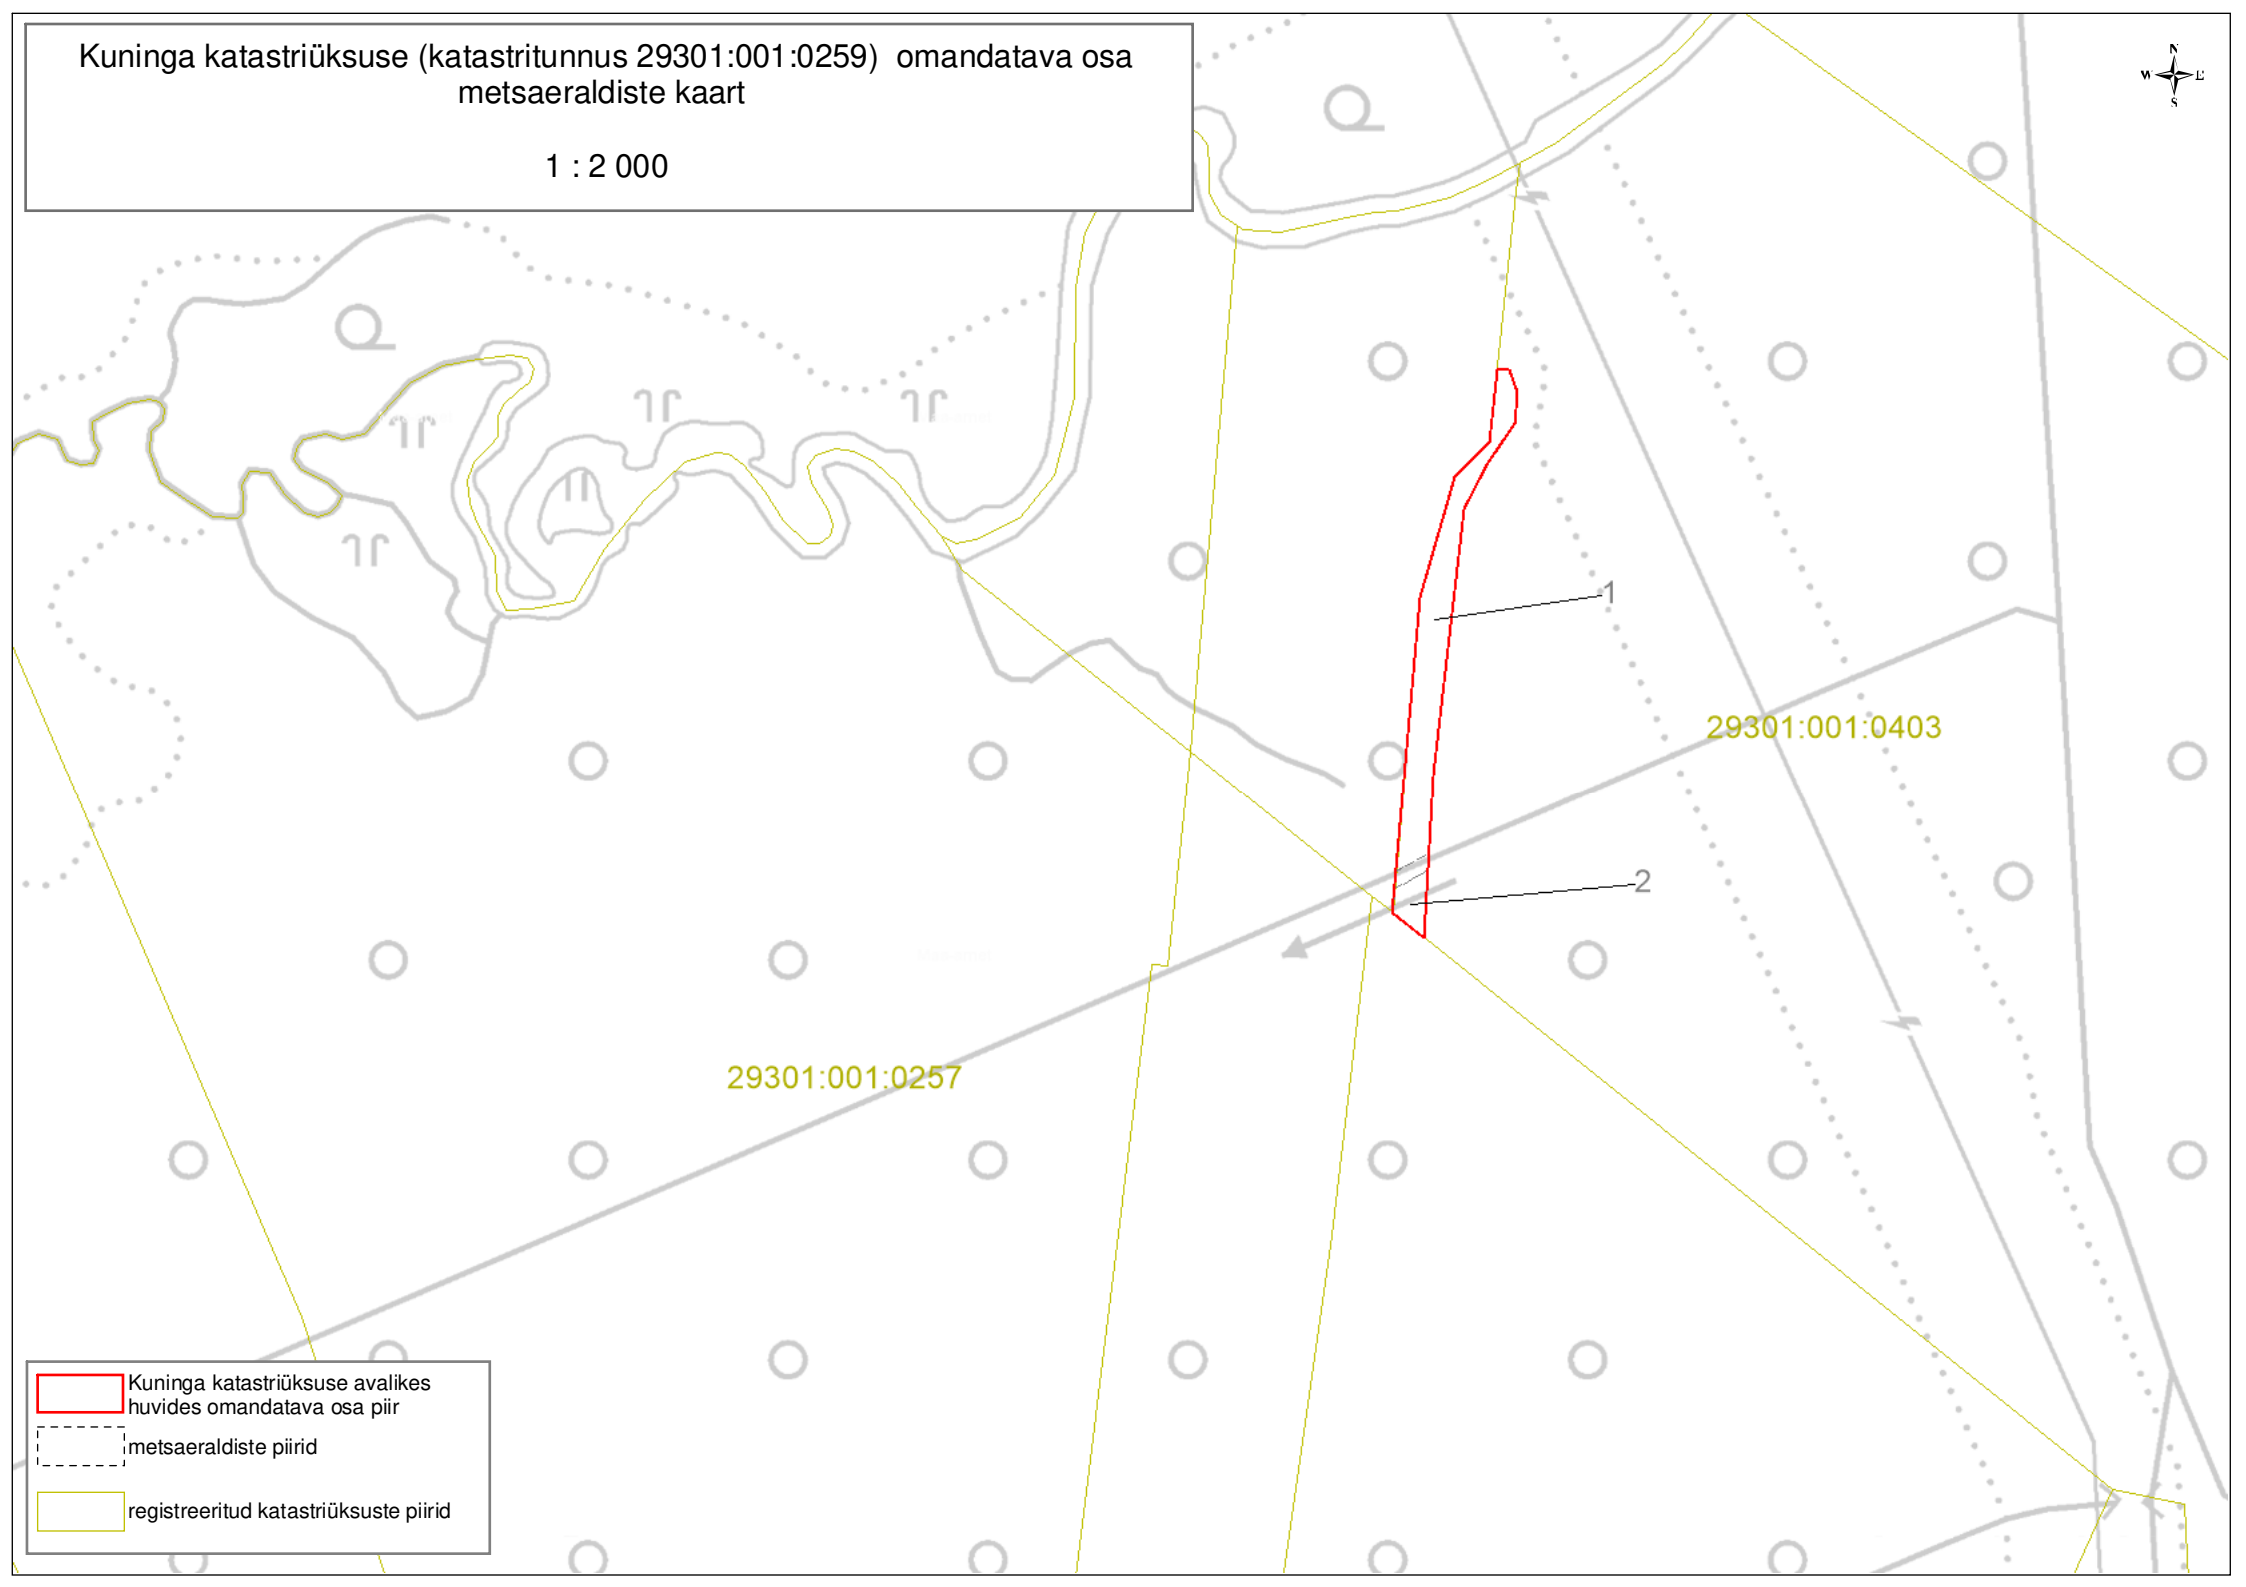 Kuninga katastriüksuse (katastritunnus 29301:001:0259) omandatava osa
metsaeraldiste kaart
1 : 2 000
N
W E
S
1
29301:001:0403
2
29301:001:0257
Kuninga katastriüksuse avalikes
huvides omandatava osa piir
metsaeraldiste piirid
registreeritud katastriüksuste piirid